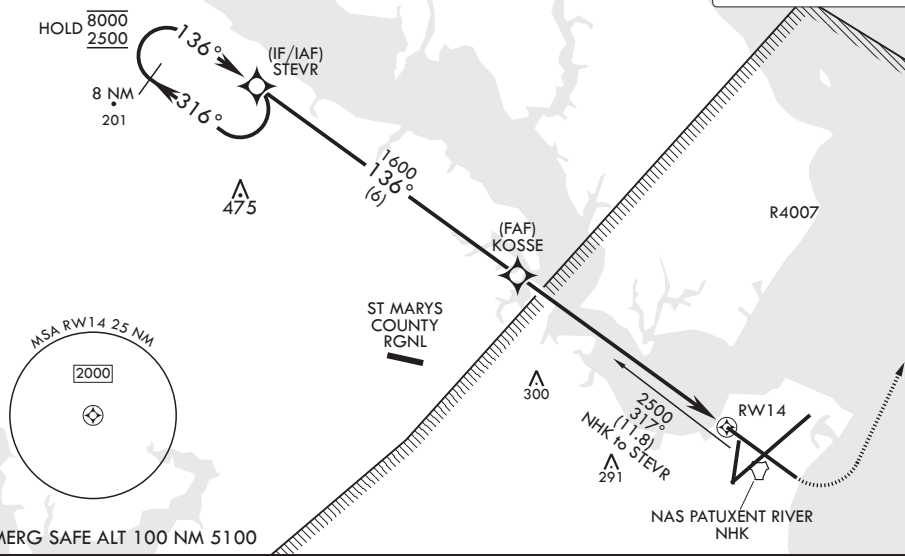 HOLD 8000
2500
136°
(IF/IAF)
STEVR
8 NM
316°
201
475
1600
136°
(6)
R4007
(FAF)
KOSSE
ST MARYS
COUNTY
RGNL
MSA RW14 25 NM
2000
300
2500
317°
(11.8)
NHK to STEVR
RW14
291
NAS PATUXENT RIVER
NHK
MERG SAFE ALT 100 NM 5100